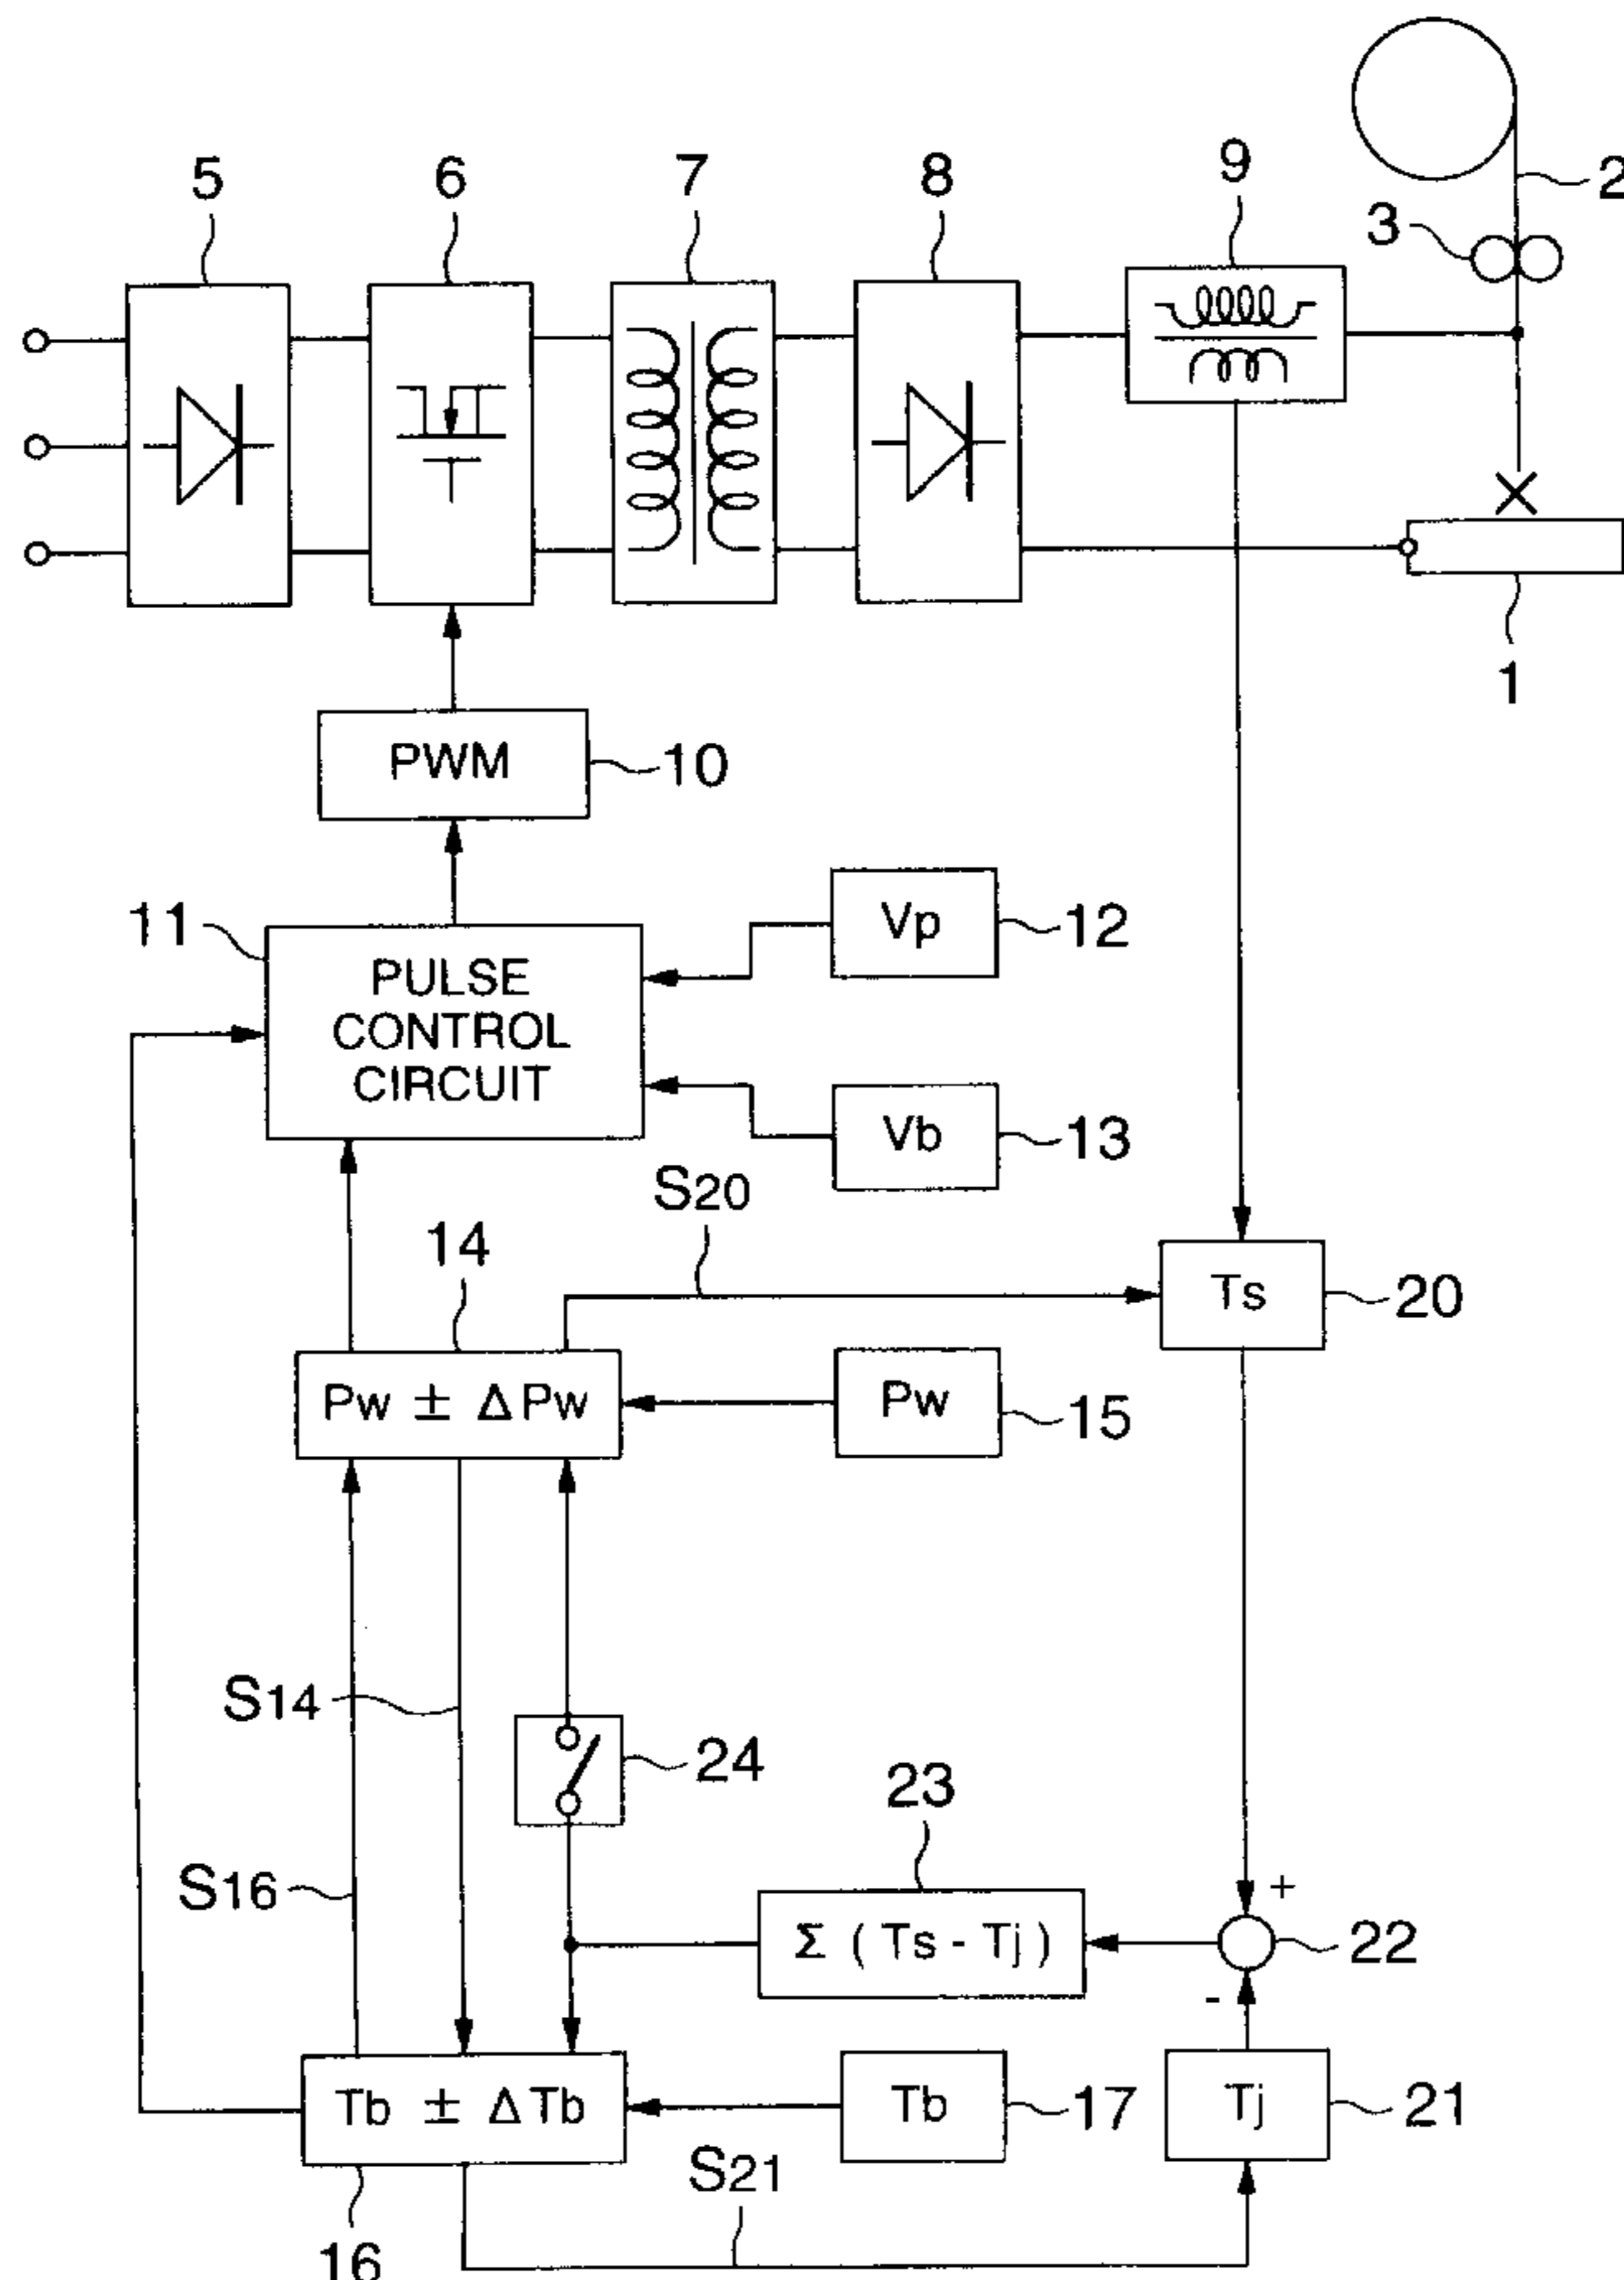 5
6
7
8
9
2
3
1
PWM
10
11
PULSE
CONTROL
CIRCUIT
Vp
12
Vb
13
S20
14
Ts
20
Pw ± Δ Pw
Pw
15
S14
24
23
S16
+
Σ ( Ts - Tj )
22
-
Tb ± Δ Tb
Tb
17
Tj
21
S21
16